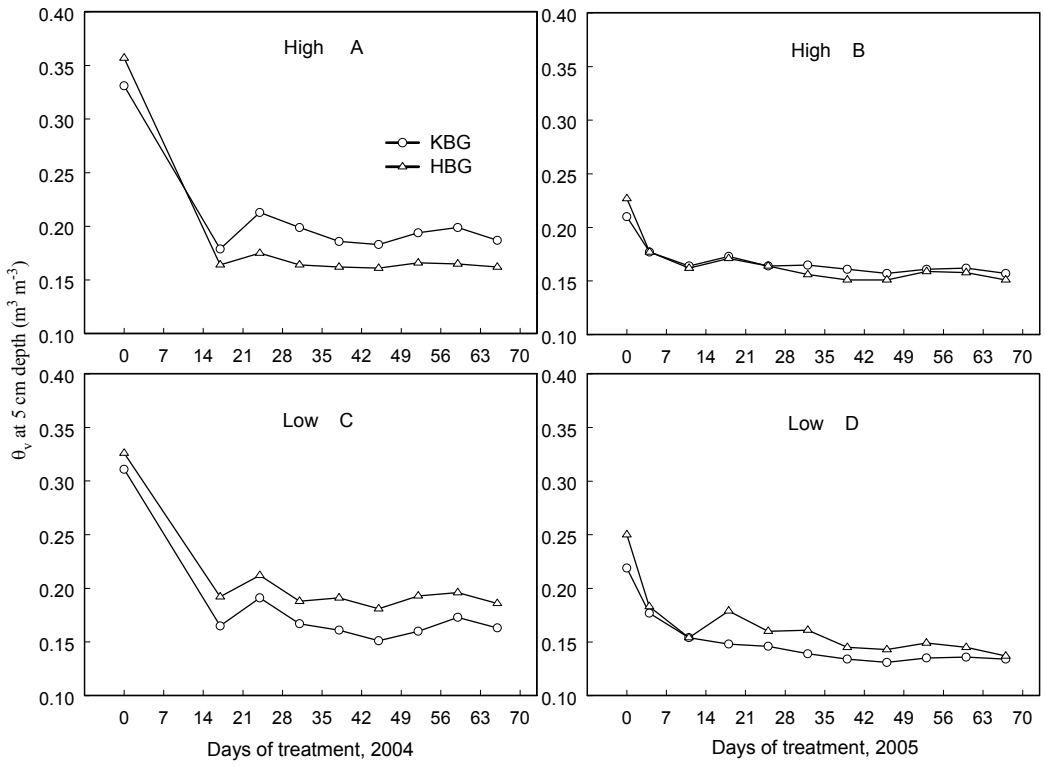 High A
High B
KBG
HBG
Low C
Low D
θv at 5 cm depth (m³ m⁻³)
0.40
0.35
0.30
0.25
0.20
0.15
0.10
0 7 14 21 28 35 42 49 56 63 70
0.40
0.35
0.30
0.25
0.20
0.15
0.10
0 7 14 21 28 35 42 49 56 63 70
0.40
0.35
0.30
0.25
0.20
0.15
0.10
0 7 14 21 28 35 42 49 56 63 70
Days of treatment, 2004
0.40
0.35
0.30
0.25
0.20
0.15
0.10
0 7 14 21 28 35 42 49 56 63 70
Days of treatment, 2005